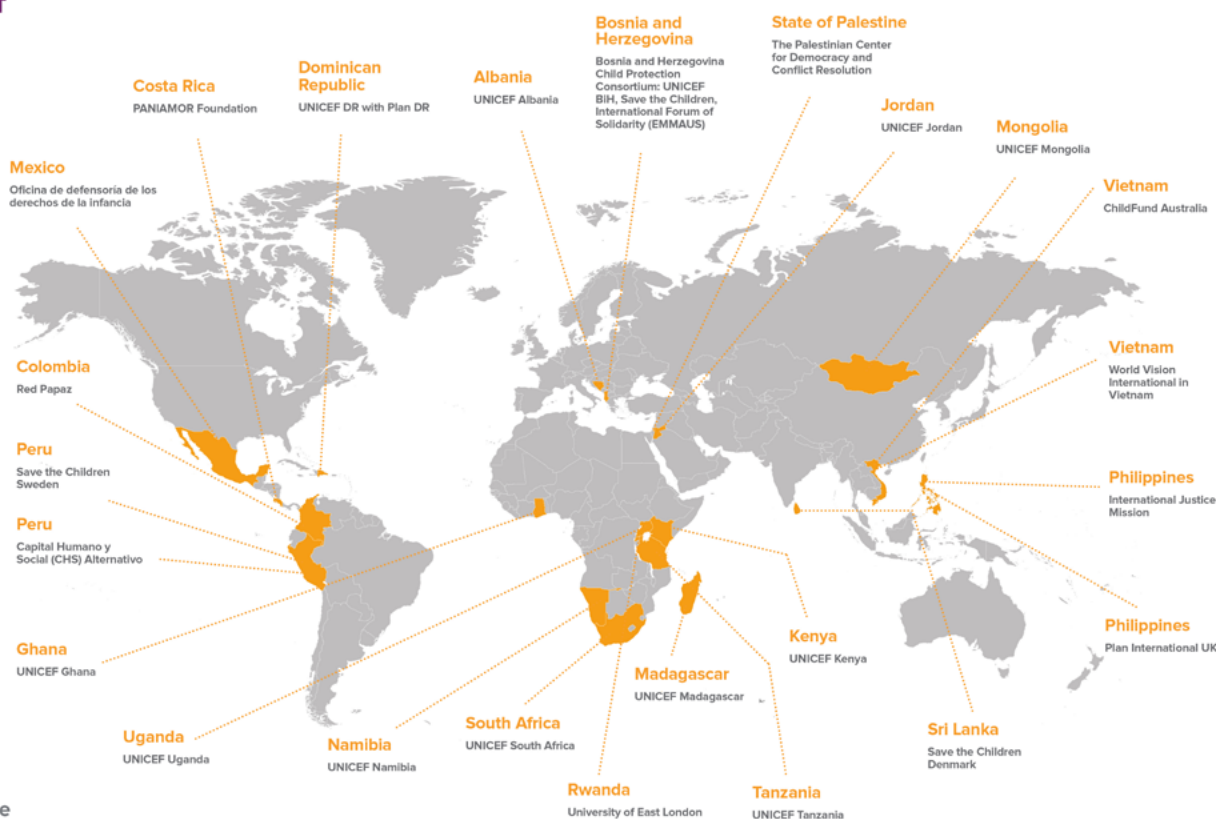 Bosnia and
Herzegovina
Bosnia and Herzegovina
Child Protection
Consortium: UNICEF
BiH, Save the Children,
International Forum of
Solidarity (EMMAUS)
State of Palestine
The Palestinian Center
for Democracy and
Conflict Resolution
Dominican
Republic
UNICEF DR with Plan DR
Albania
UNICEF Albania
Costa Rica
PANIAMOR Foundation
Jordan
UNICEF Jordan
Mongolia
UNICEF Mongolia
Mexico
Oficina de defensoría de los
derechos de la infancia
Vietnam
ChildFund Australia
Vietnam
World Vision
International in
Vietnam
Colombia
Red Papaz
Peru
Save the Children
Sweden
Philippines
International Justice
Mission
Peru
Capital Humano y
Social (CHS) Alternativo
Philippines
Plan International UK
Kenya
UNICEF Kenya
Ghana
UNICEF Ghana
Madagascar
UNICEF Madagascar
South Africa
UNICEF South Africa
Sri Lanka
Save the Children
Denmark
Uganda
UNICEF Uganda
Namibia
UNICEF Namibia
Rwanda
University of East London
Tanzania
UNICEF Tanzania